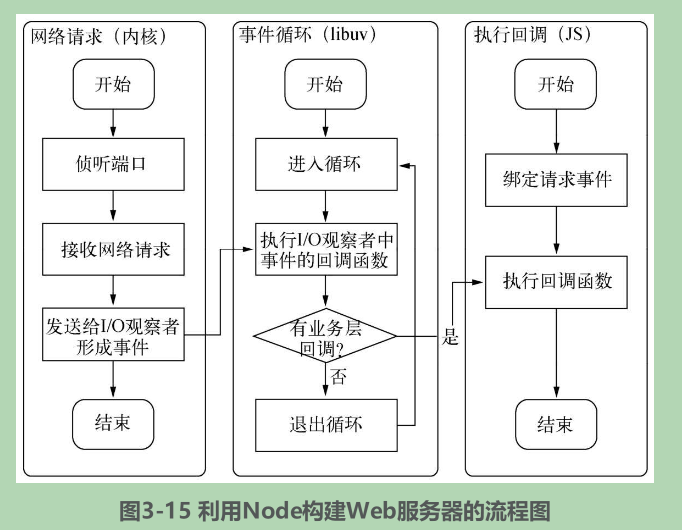 网络请求（内核）
开始
侦听端口
接收网络请求
发送给I/O观察者
形成事件
结束
事件循环（libuv）
开始
进入循环
执行I/O观察者中
事件的回调函数
有业务层
回调？
是
否
退出循环
执行回调（JS）
开始
绑定请求事件
执行回调函数
结束
图3-15 利用Node构建Web服务器的流程图